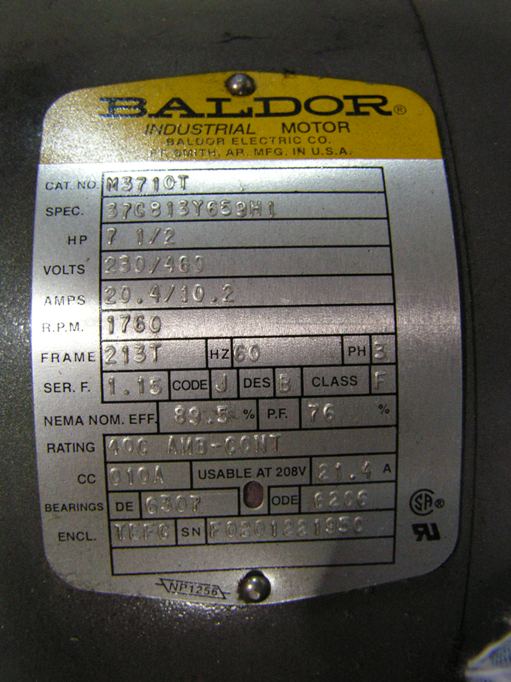 BALDOR®
INDUSTRIAL MOTOR
BALDOR ELECTRIC CO.
FT. SMITH, AR. MFG. IN U.S.A.
CAT. NO. M3710T
SPEC. 37C813Y659H1
HP 7 1/2
VOLTS 230/460
AMPS 20.4/10.2
R.P.M. 1760
FRAME 213T HZ 60 PH 3
SER. F. 1.15 CODE J DES B CLASS F
NEMA NOM. EFF. 89.5 % P.F. 76 %
RATING 40C AMB-CONT
CC 010A USABLE AT 208V 21.4 A
BEARINGS DE 6307 ODE 6206
ENCL. TEFC SN
NP1256